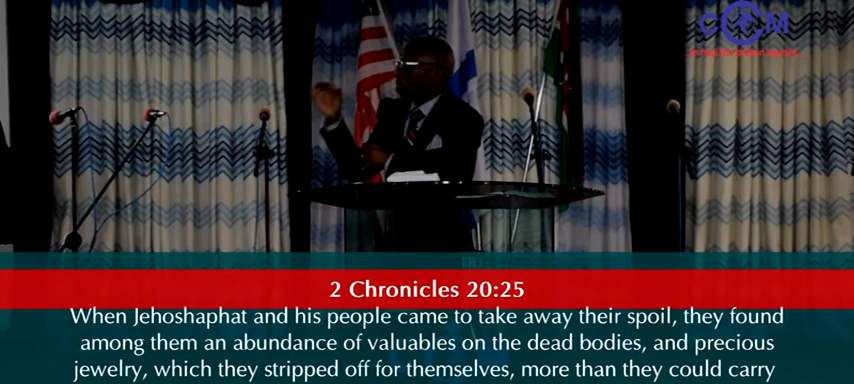 CCM
2 Chronicles 20:25
When Jehoshaphat and his people came to take away their spoil, they found
among them an abundance of valuables on the dead bodies, and precious
jewelry, which they stripped off for themselves, more than they could carry